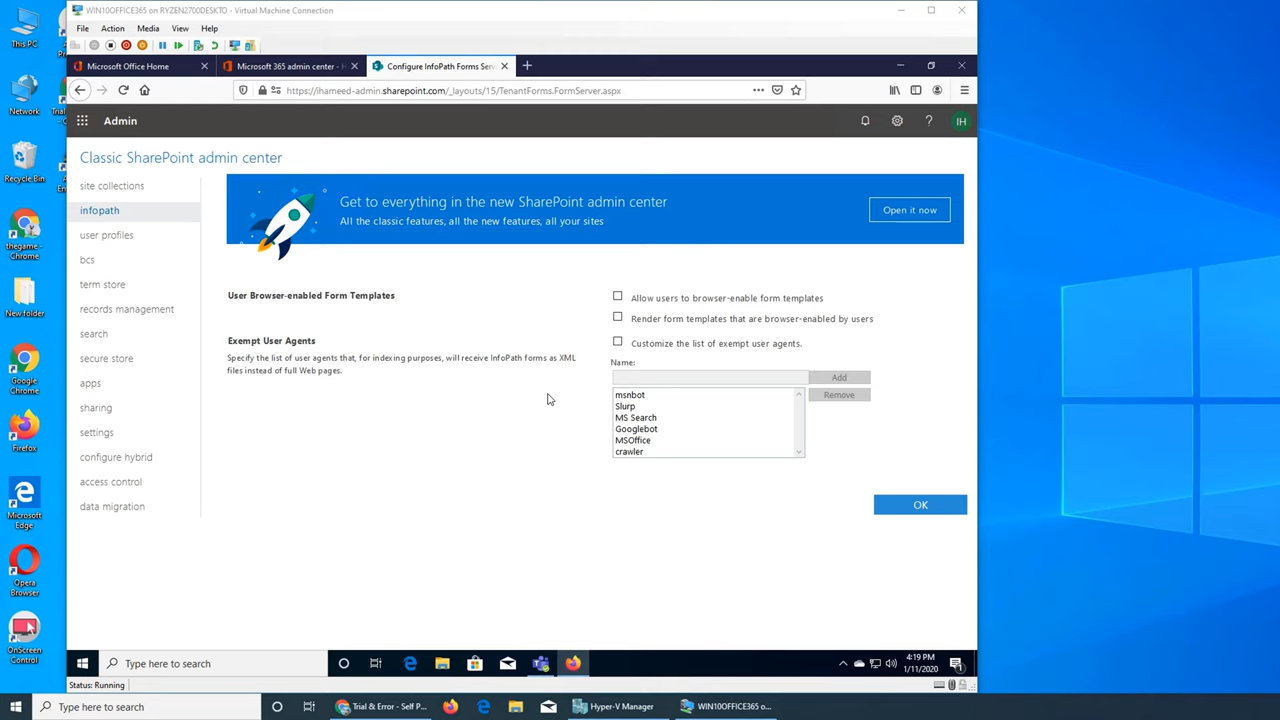 This PC
Network
Recycle Bin
thegame -
Chrome
New folder
Google
Chrome
Firefox
Microsoft
Edge
Opera
Browser
OnScreen
Control
WIN10OFFICE365 on RYZEN2700DESKTO - Virtual Machine Connection
File Action Media View Help
Microsoft Office Home
Microsoft 365 admin center - H
Configure InfoPath Forms Serv
https://ihameed-admin.sharepoint.com/_layouts/15/TenantForms.FormServer.aspx
Admin
IH
Classic SharePoint admin center
site collections
infopath
user profiles
bcs
term store
records management
search
secure store
apps
sharing
settings
configure hybrid
access control
data migration
Get to everything in the new SharePoint admin center
All the classic features, all the new features, all your sites
Open it now
User Browser-enabled Form Templates
Allow users to browser-enable form templates
Render form templates that are browser-enabled by users
Exempt User Agents
Specify the list of user agents that, for indexing purposes, will receive InfoPath forms as XML
files instead of full Web pages.
Customize the list of exempt user agents.
Name:
Add
Remove
msnbot
Slurp
MS Search
Googlebot
MSOffice
crawler
OK
Type here to search
4:19 PM
1/11/2020
Status: Running
Type here to search
Trial & Error - Self P...
Hyper-V Manager
WIN10OFFICE365 o...